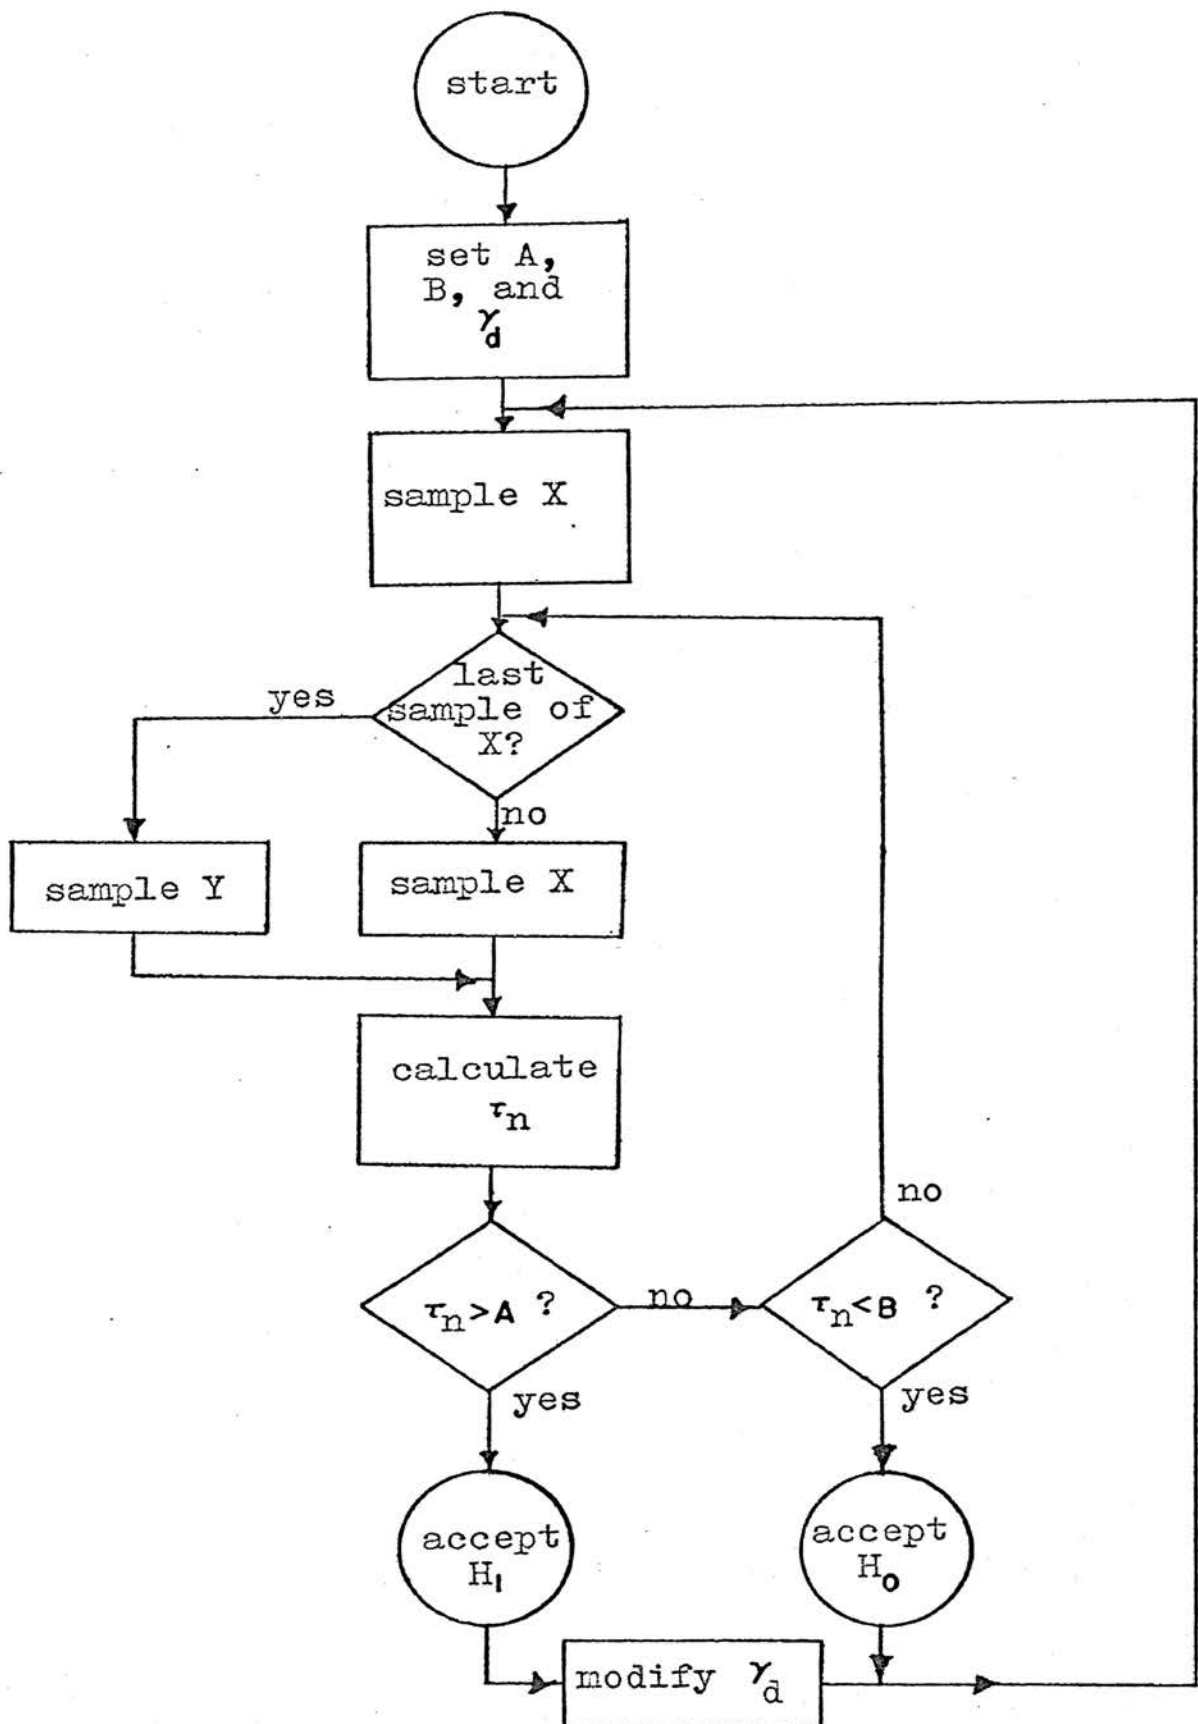 start
set A,
B, and
γd
sample X
last
sample of
X?
yes
no
sample Y
sample X
calculate
τn
no
τn>A ?
no
τn<B ?
yes
yes
accept
H1
accept
H0
modify γd